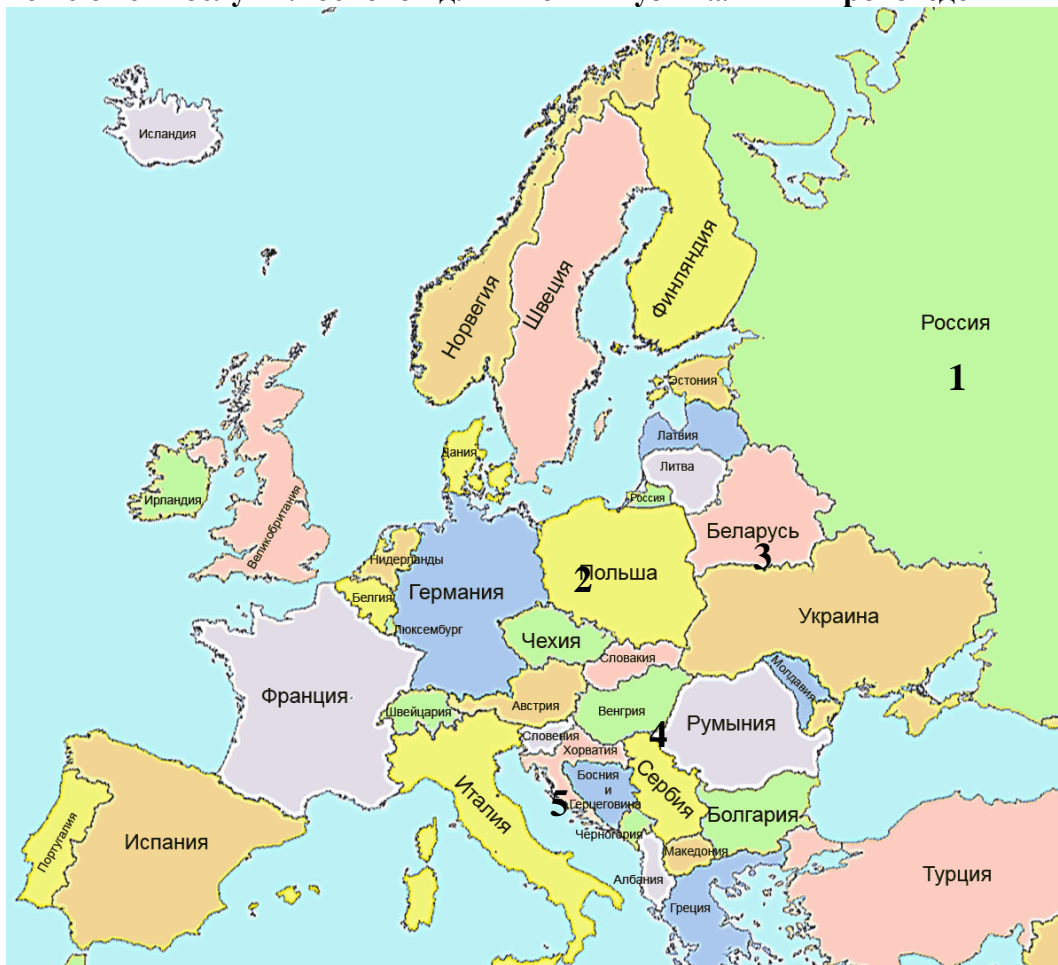 Исландия
Финляндия
Швеция
Норвегия
Россия
1
Эстония
Латвия
Литва
Россия
Дания
Ирландия
Великобритания
Беларусь
3
Нидерланды
Польша
2
Германия
Бельгия
Люксембург
Украина
Чехия
Словакия
Молдавия
Франция
Швейцария
Австрия
Венгрия
4
Румыния
Словения
Хорватия
Босния
и
Герцеговина
5
Сербия
Италия
Болгария
Черногория
Македония
Португалия
Испания
Албания
Греция
Турция